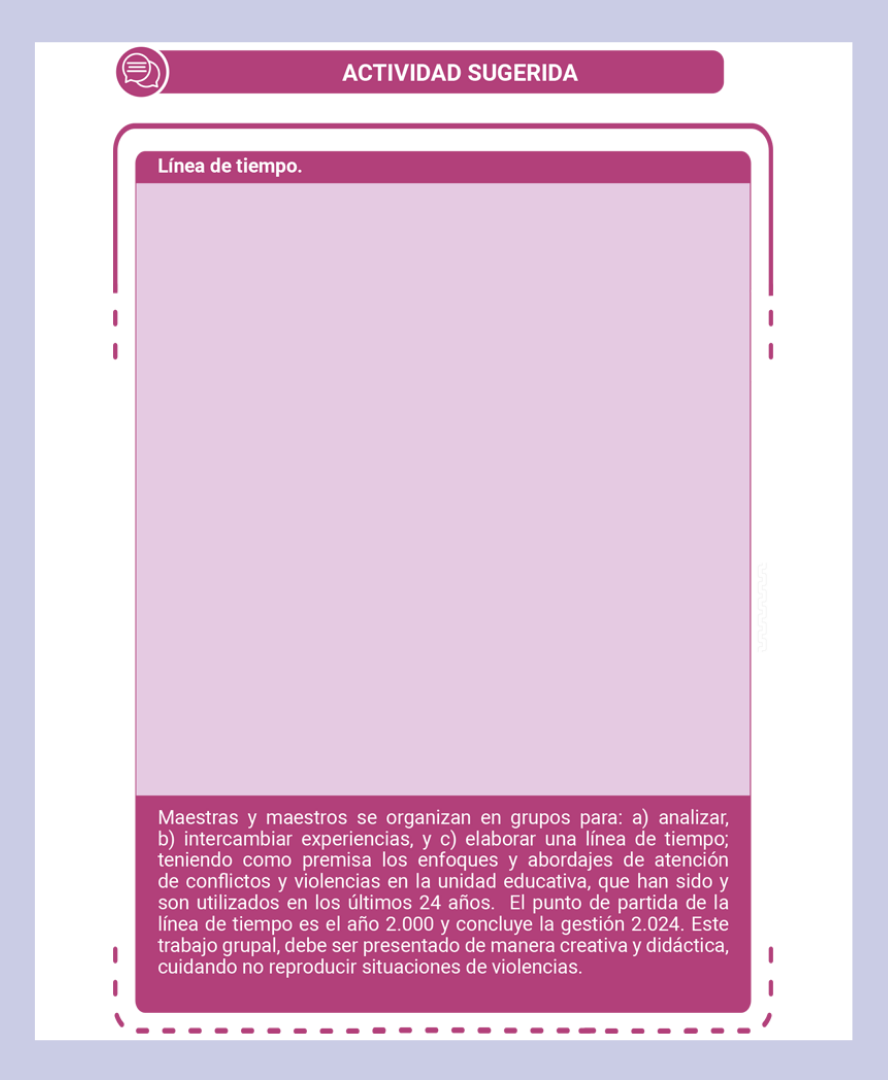 ACTIVIDAD SUGERIDA
Línea de tiempo.
Maestras y maestros se organizan en grupos para: a) analizar,
b) intercambiar experiencias, y c) elaborar una línea de tiempo;
teniendo como premisa los enfoques y abordajes de atención
de conflictos y violencias en la unidad educativa, que han sido y
son utilizados en los últimos 24 años.  El punto de partida de la
línea de tiempo es el año 2.000 y concluye la gestión 2.024. Este
trabajo grupal, debe ser presentado de manera creativa y didáctica,
cuidando no reproducir situaciones de violencias.